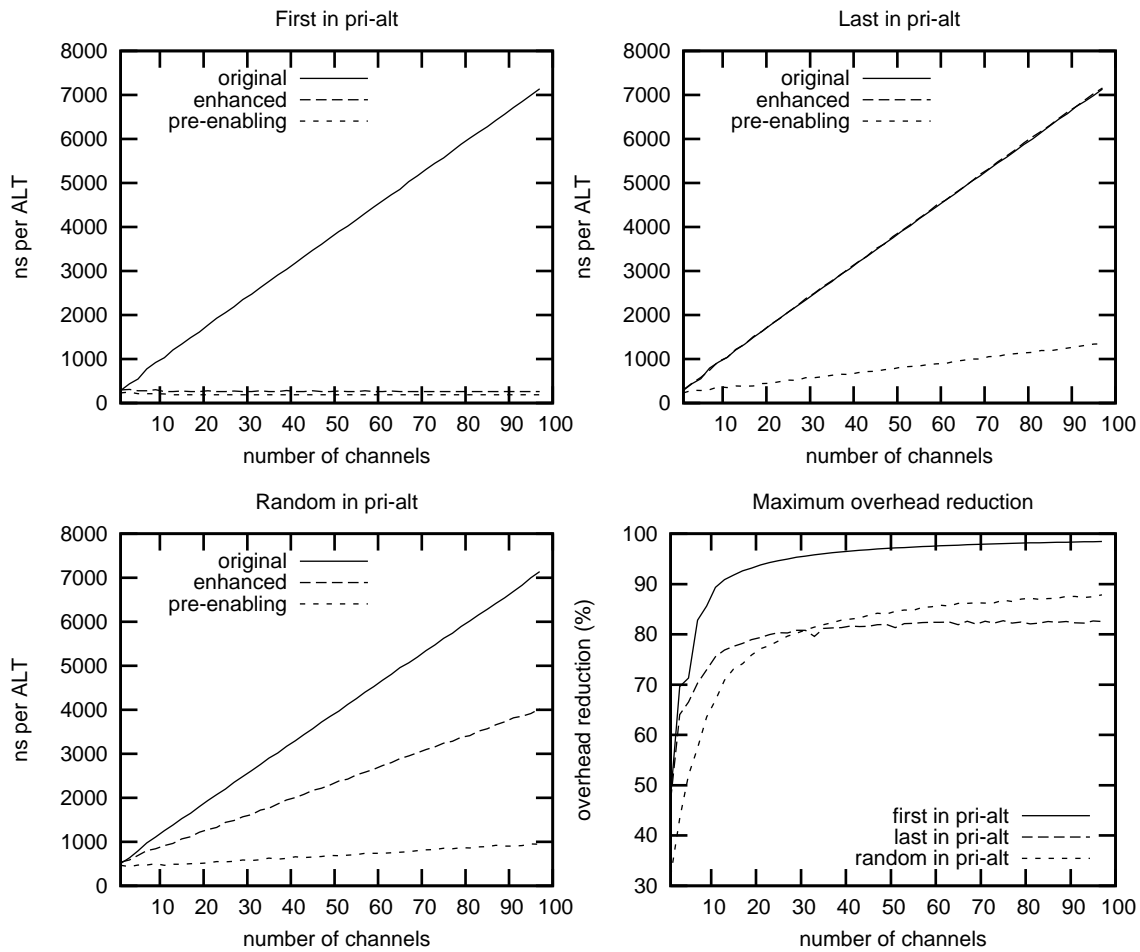 First in pri-alt
8000
7000
6000
5000
4000
3000
2000
1000
0
original
enhanced
pre-enabling
ns per ALT
10 20 30 40 50 60 70 80 90 100
number of channels
Last in pri-alt
8000
7000
6000
5000
4000
3000
2000
1000
0
original
enhanced
pre-enabling
ns per ALT
10 20 30 40 50 60 70 80 90 100
number of channels
Random in pri-alt
8000
7000
6000
5000
4000
3000
2000
1000
0
original
enhanced
pre-enabling
ns per ALT
10 20 30 40 50 60 70 80 90 100
number of channels
Maximum overhead reduction
100
90
80
70
60
50
40
30
overhead reduction (%)
first in pri-alt
last in pri-alt
random in pri-alt
10 20 30 40 50 60 70 80 90 100
number of channels